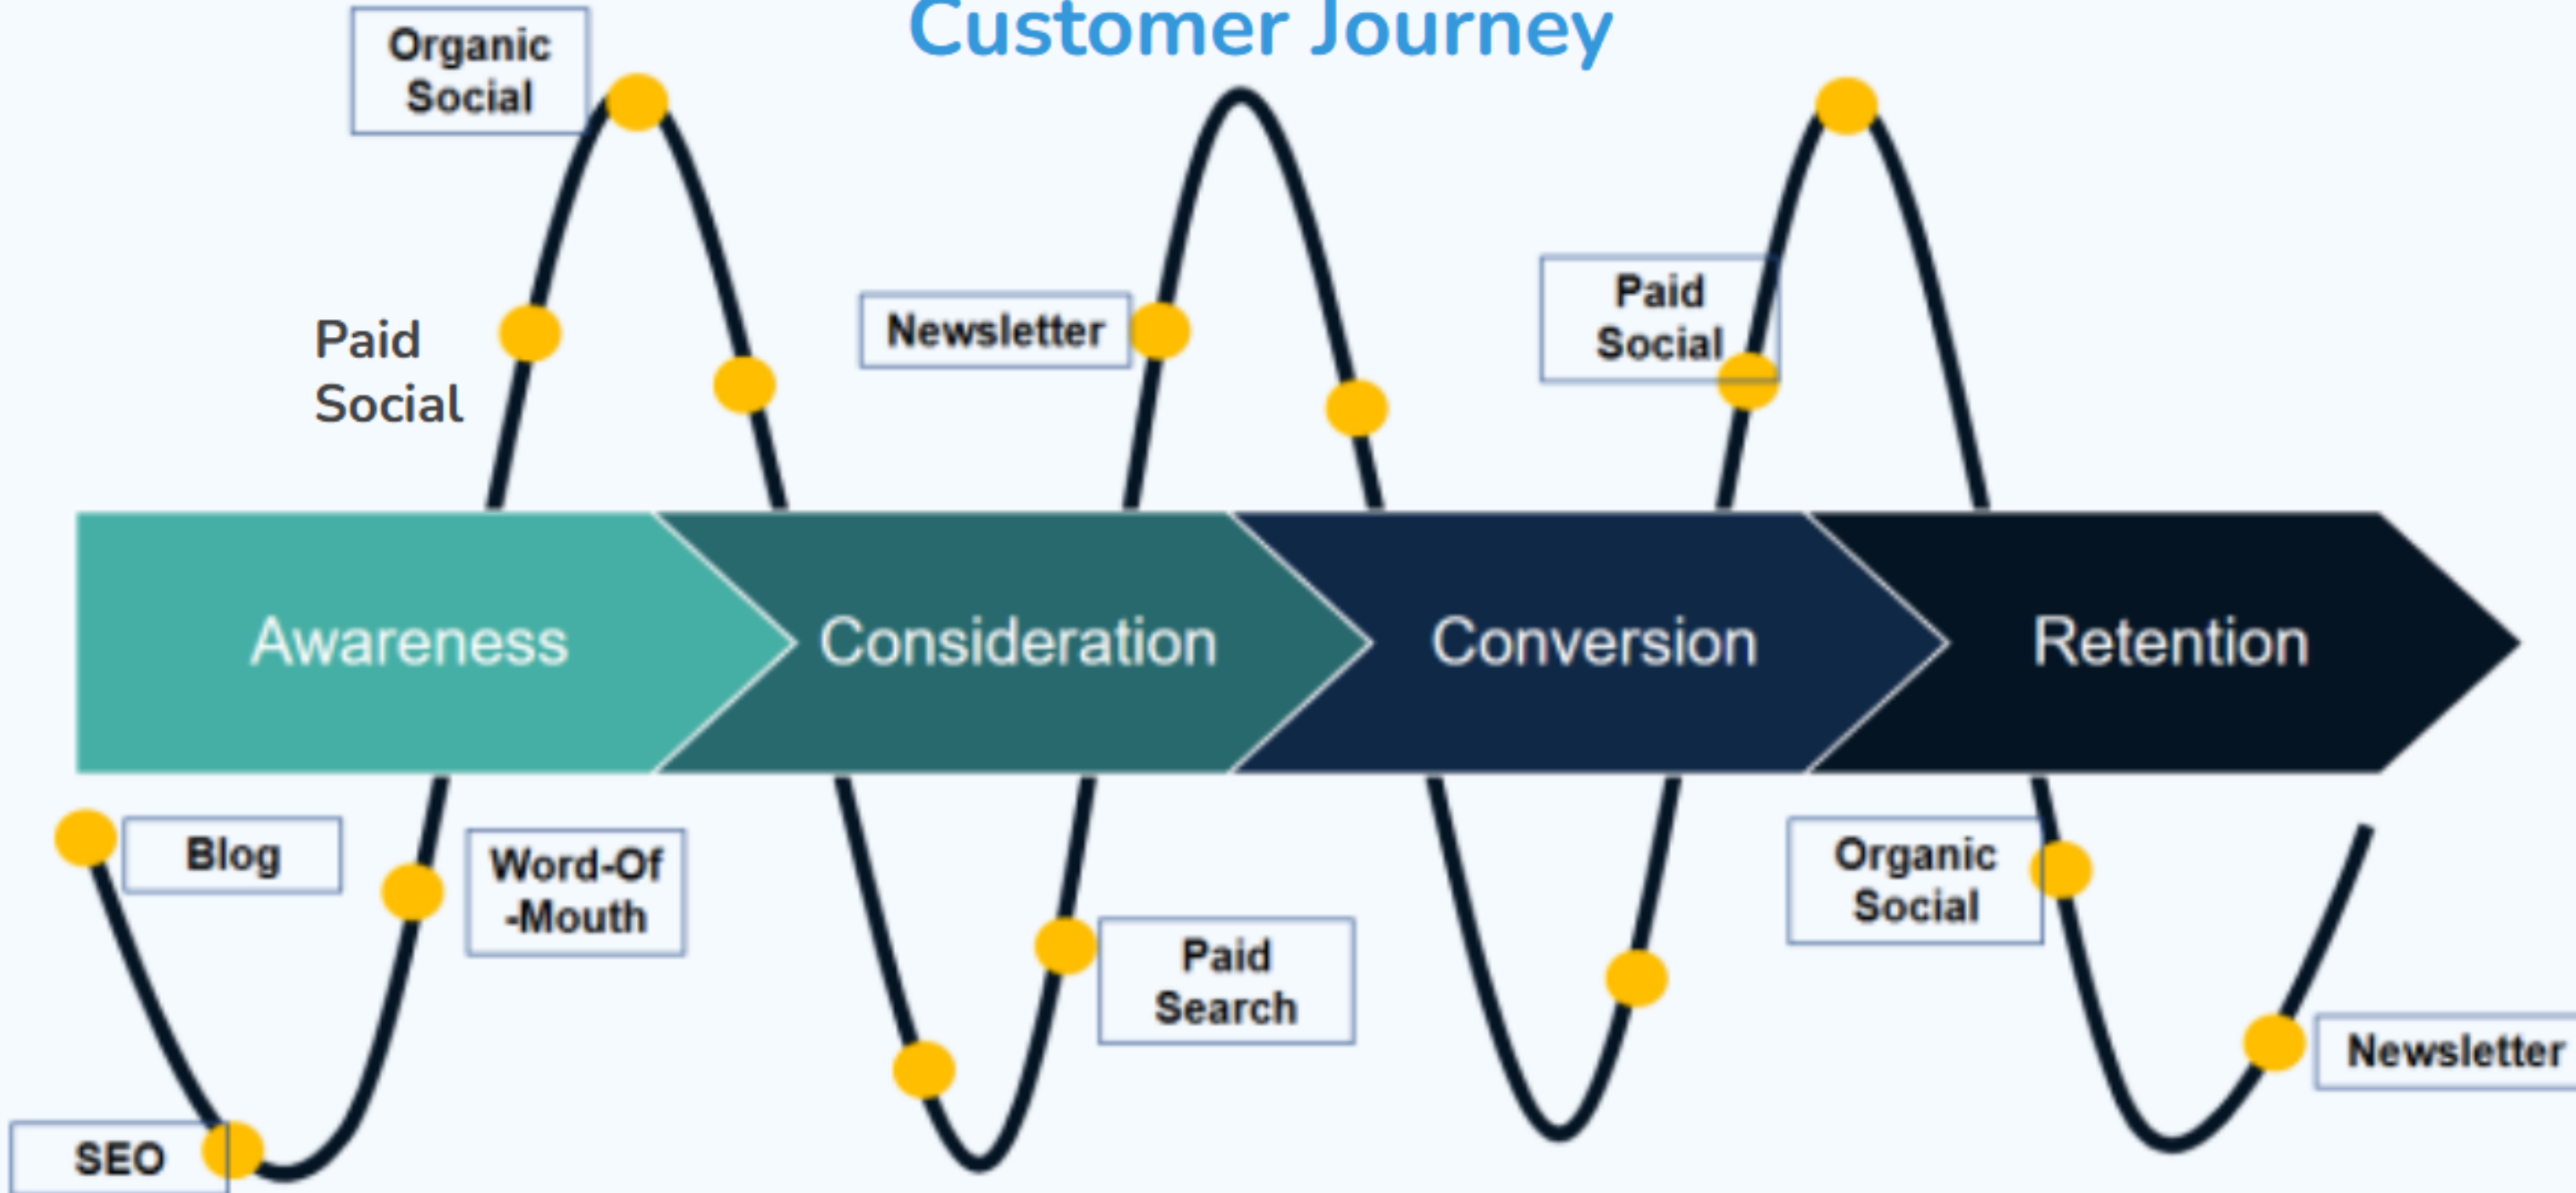 Customer Journey
Organic
Social
Paid
Social
Newsletter
Paid
Social
Awareness
Consideration
Conversion
Retention
Blog
Word-Of
-Mouth
SEO
Paid
Search
Organic
Social
Newsletter